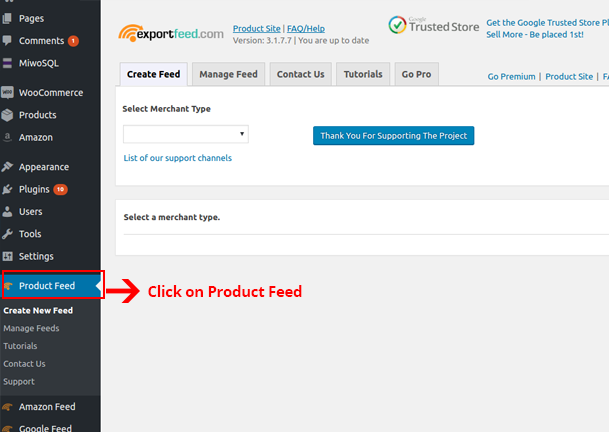 Pages
Comments 1
MiwoSQL
WOO WooCommerce
Products
a Amazon
Appearance
Plugins 10
Users
Tools
Settings
Product Feed
Create New Feed
Manage Feeds
Tutorials
Contact Us
Support
Amazon Feed
Google Feed
exportfeed.com
Product Site | FAQ/Help
Version: 3.1.7.7 | You are up to date
Google
Trusted Store
Get the Google Trusted Store Pl
Sell More - Be placed 1st!
Create Feed Manage Feed Contact Us Tutorials Go Pro
Go Premium | Product Site | FA
Select Merchant Type
Thank You For Supporting The Project
List of our support channels
Select a merchant type.
Click on Product Feed